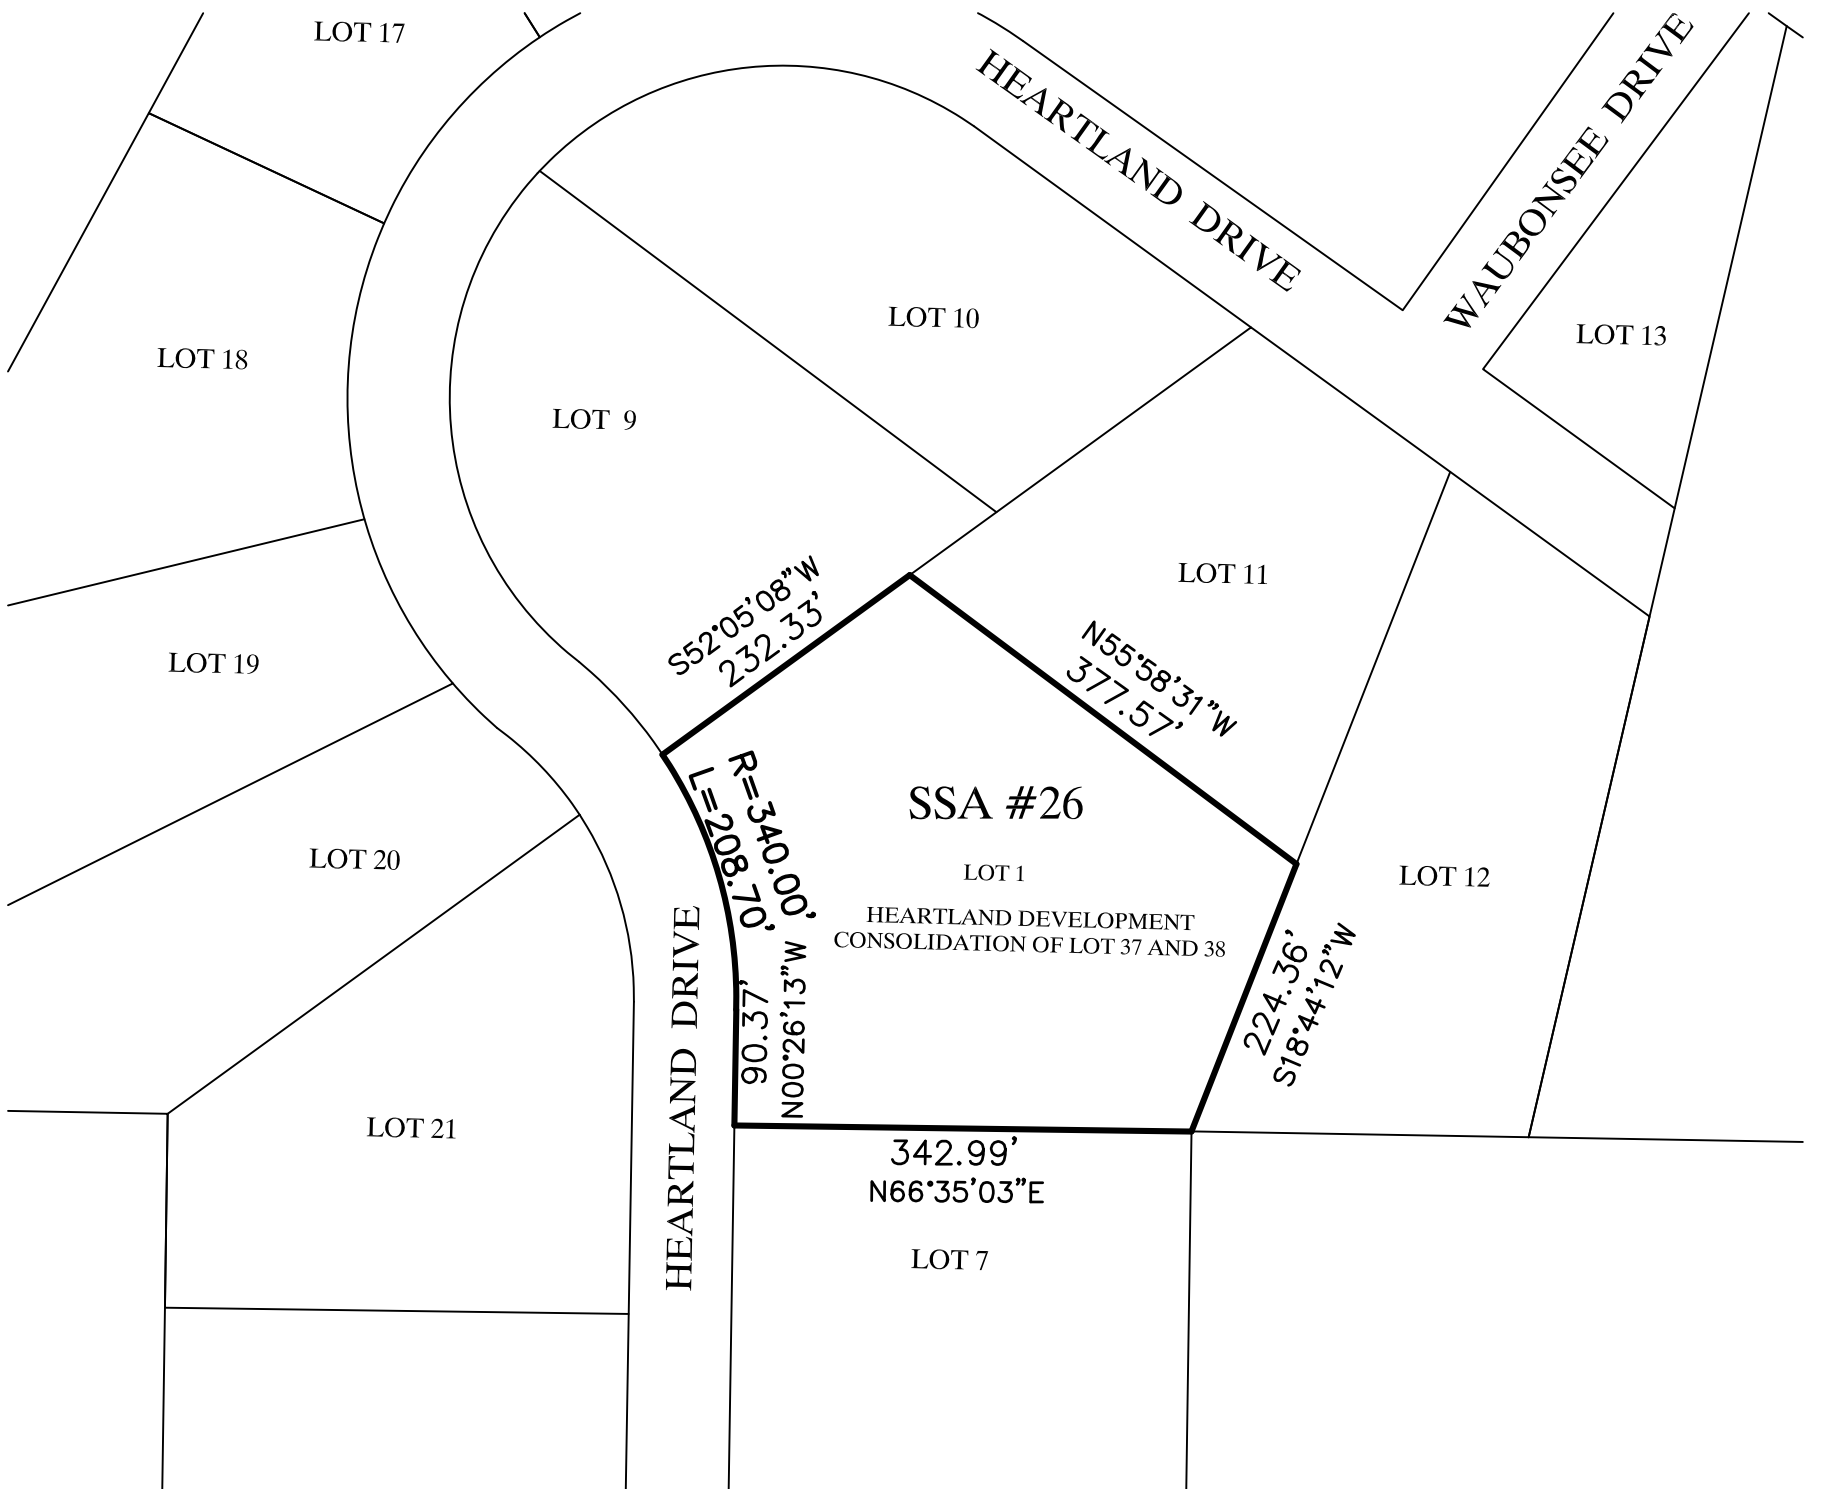 LOT 17
HEARTLAND DRIVE
WAUBONSEE DRIVE
LOT 10
LOT 13
LOT 18
LOT 9
S52°05'08"W
232.33'
LOT 11
N55°58'31"W
377.57'
LOT 19
R=340.00'
L=208.70'
SSA #26
LOT 1
HEARTLAND DEVELOPMENT
CONSOLIDATION OF LOT 37 AND 38
LOT 20
LOT 12
224.36'
S18°44'12"W
90.37'
N00°26'13"W
HEARTLAND DRIVE
LOT 21
342.99'
N66°35'03"E
LOT 7